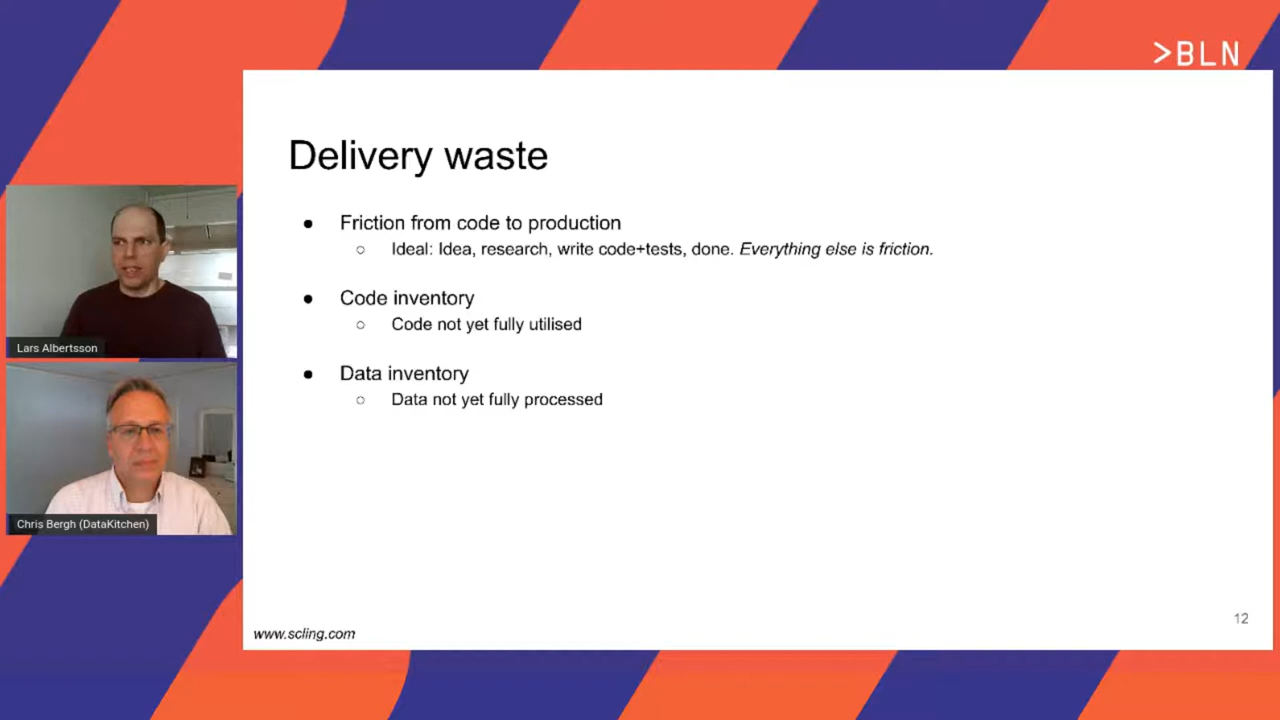 >BLN
Delivery waste
● Friction from code to production
○ Ideal: Idea, research, write code+tests, done. Everything else is friction.
● Code inventory
○ Code not yet fully utilised
● Data inventory
○ Data not yet fully processed
Lars Albertsson
Chris Bergh (DataKitchen)
12
www.scling.com